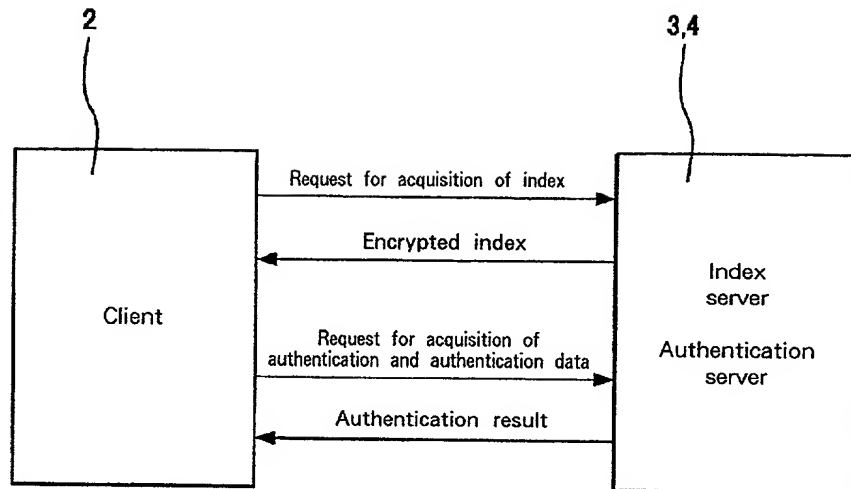 2
3,4
Request for acquisition of index
Encrypted index
Client
Index
server
Request for acquisition of
authentication and authentication data
Authentication
server
Authentication result